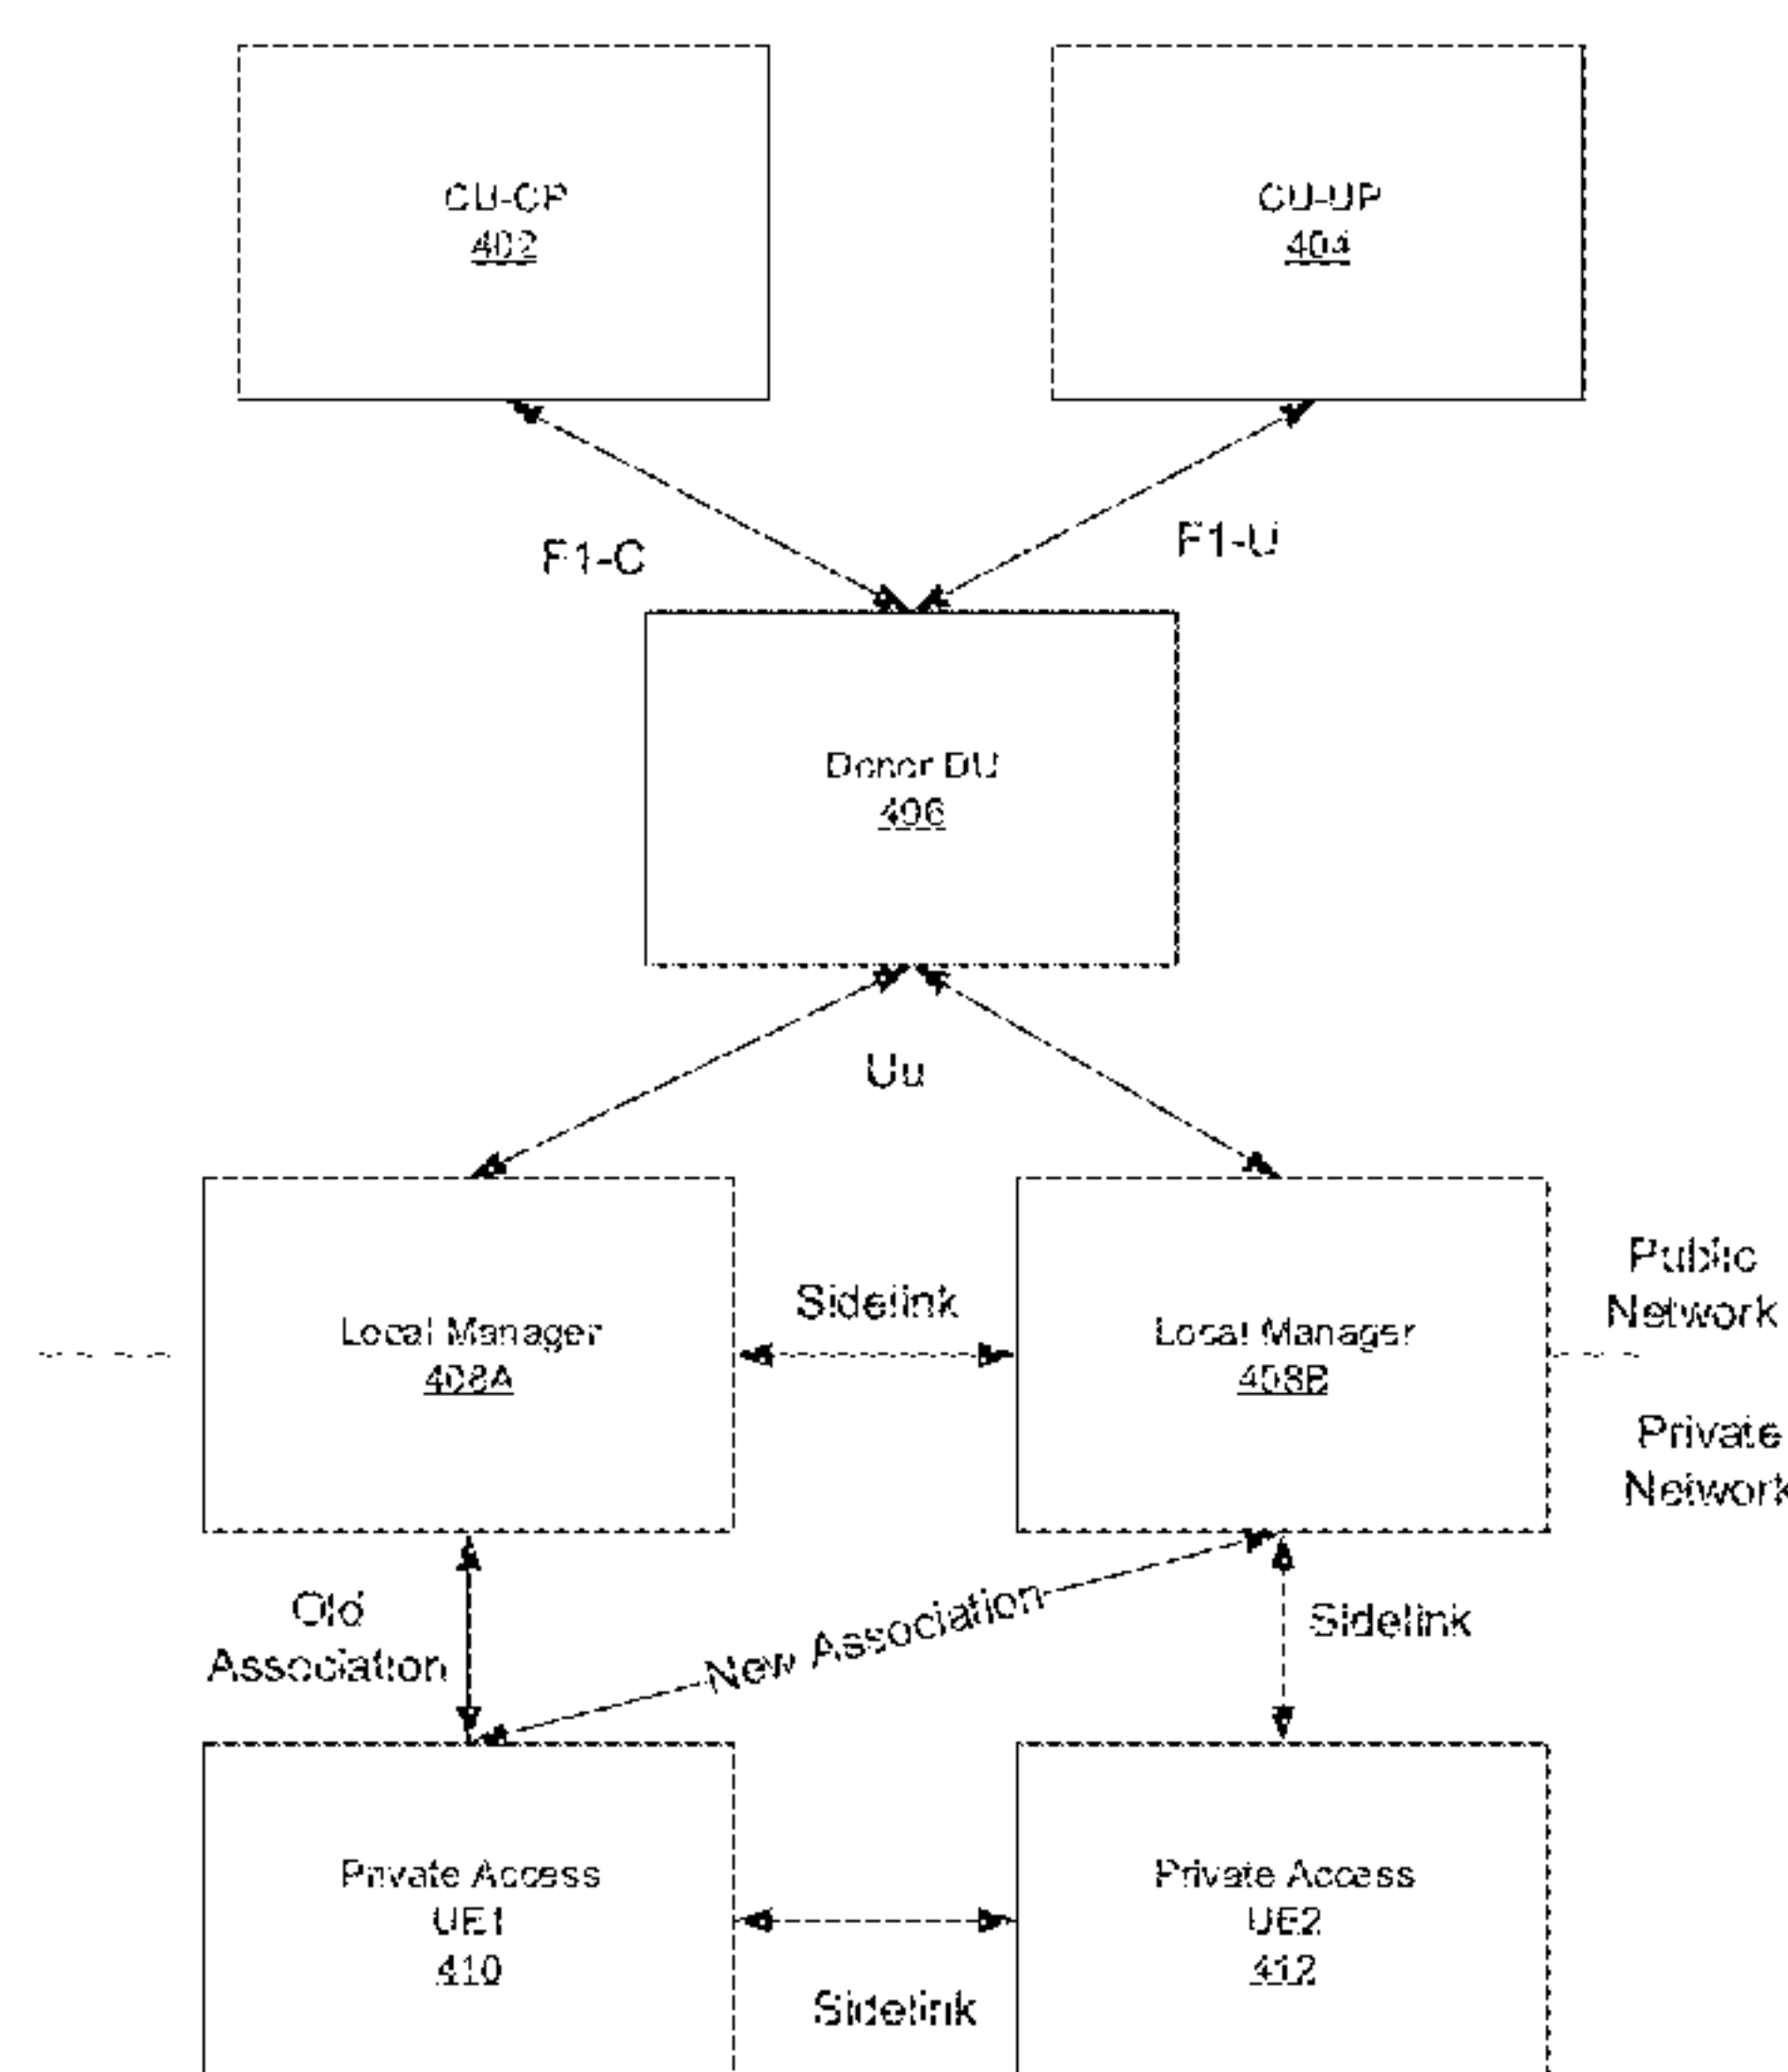 CU-CP
402
CU-UP
404
F1-C
F1-U
Donor DU
406
Uu
Local Manager
408A
Sidelink
Local Manager
408B
Public
Network
Private
Network
Old
Association
New Association
Sidelink
Private Access
UE1
410
Sidelink
Private Access
UE2
412